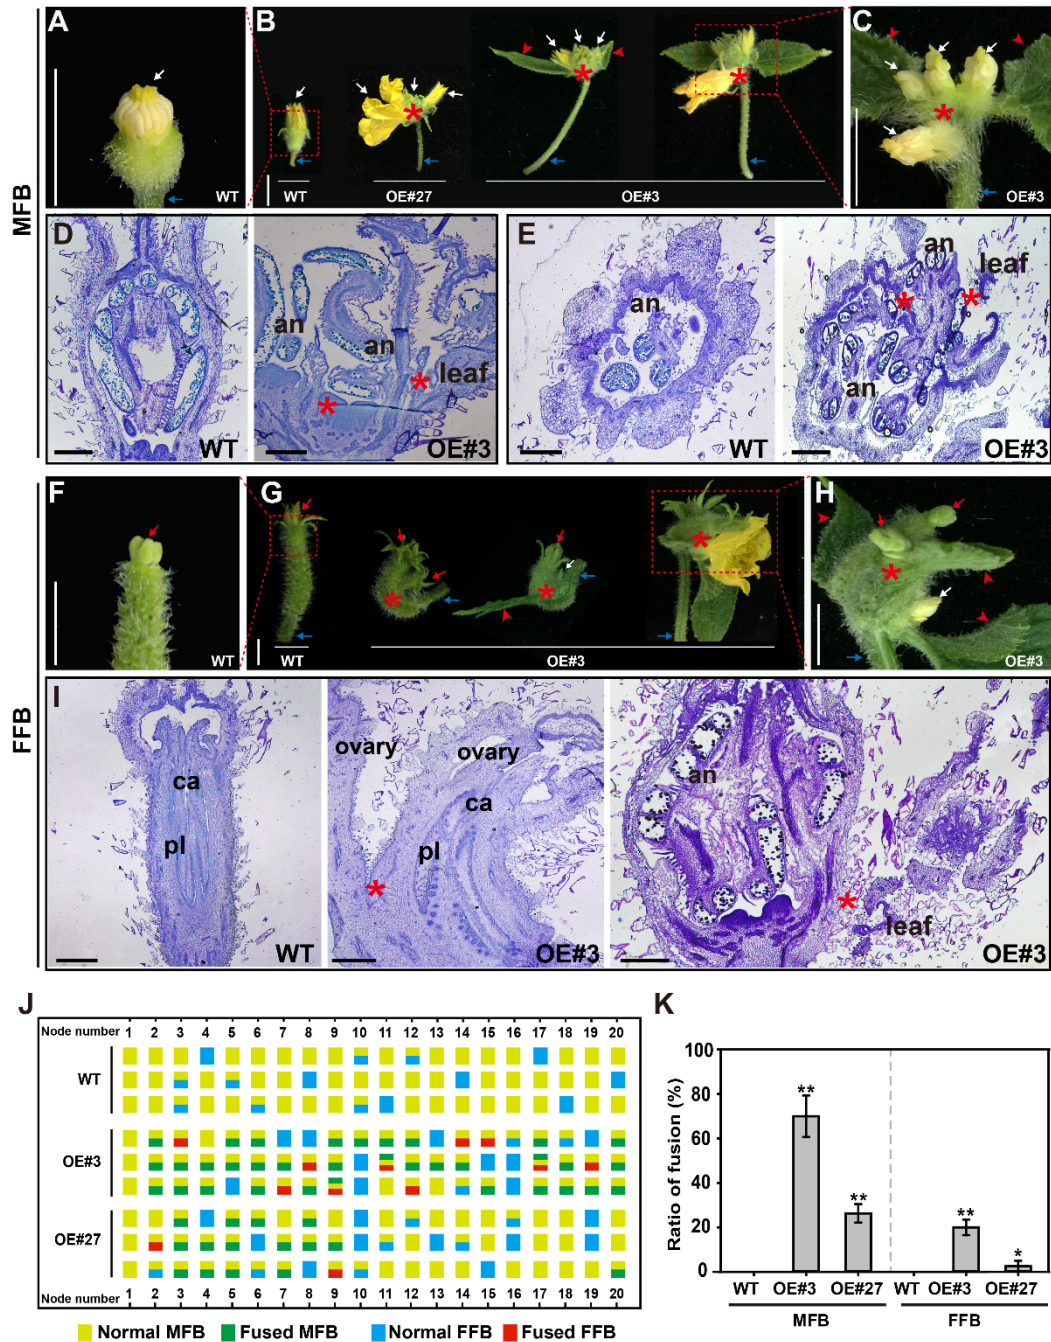 MFB
A
WT
B
WT
OE#27
OE#3
C
OE#3
D
WT
an
an
leaf
OE#3
E
an
WT
an
leaf
an
OE#3
FFB
F
WT
G
WT
OE#3
H
OE#3
I
ca
pl
WT
ovary
ovary
ca
pl
OE#3
an
leaf
OE#3
J
Node number 1 2 3 4 5 6 7 8 9 10 11 12 13 14 15 16 17 18 19 20
WT
OE#3
OE#27
Node number 1 2 3 4 5 6 7 8 9 10 11 12 13 14 15 16 17 18 19 20
Normal MFB Fused MFB Normal FFB Fused FFB
K
Ratio of fusion (%)
100
80
60
40
20
0
** ** ** *
WT OE#3 OE#27 WT OE#3 OE#27
MFB FFB